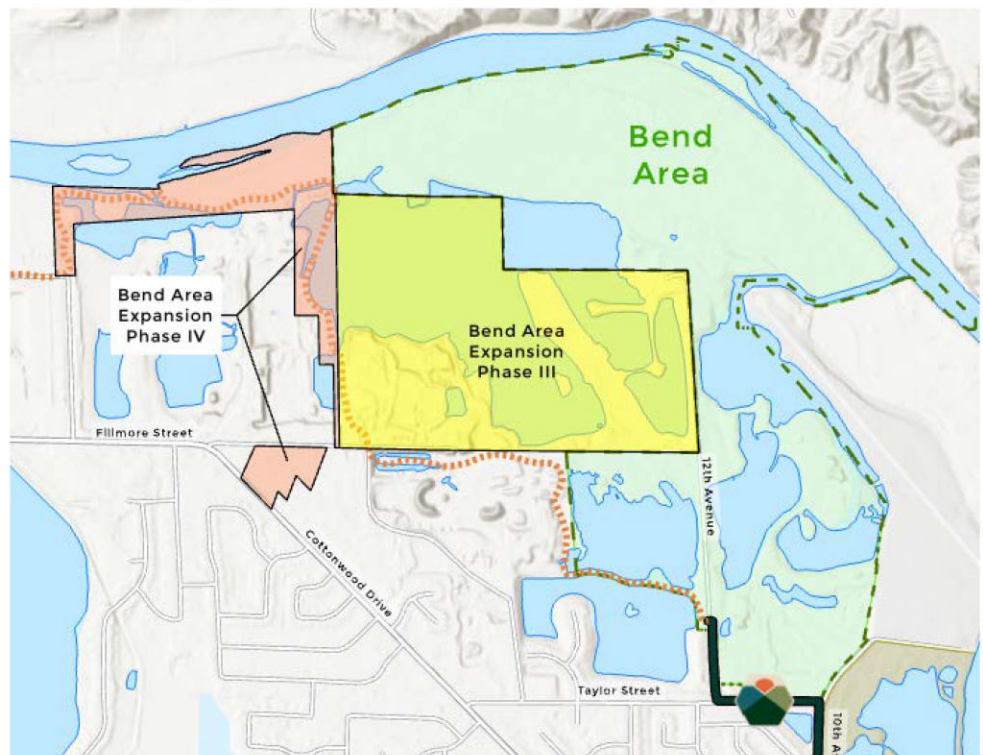 Bend
Area
Bend Area
Expansion
Phase IV
Bend Area
Expansion
Phase III
Fillmore Street
12th Avenue
Cottonwood Drive
Taylor Street
10th A